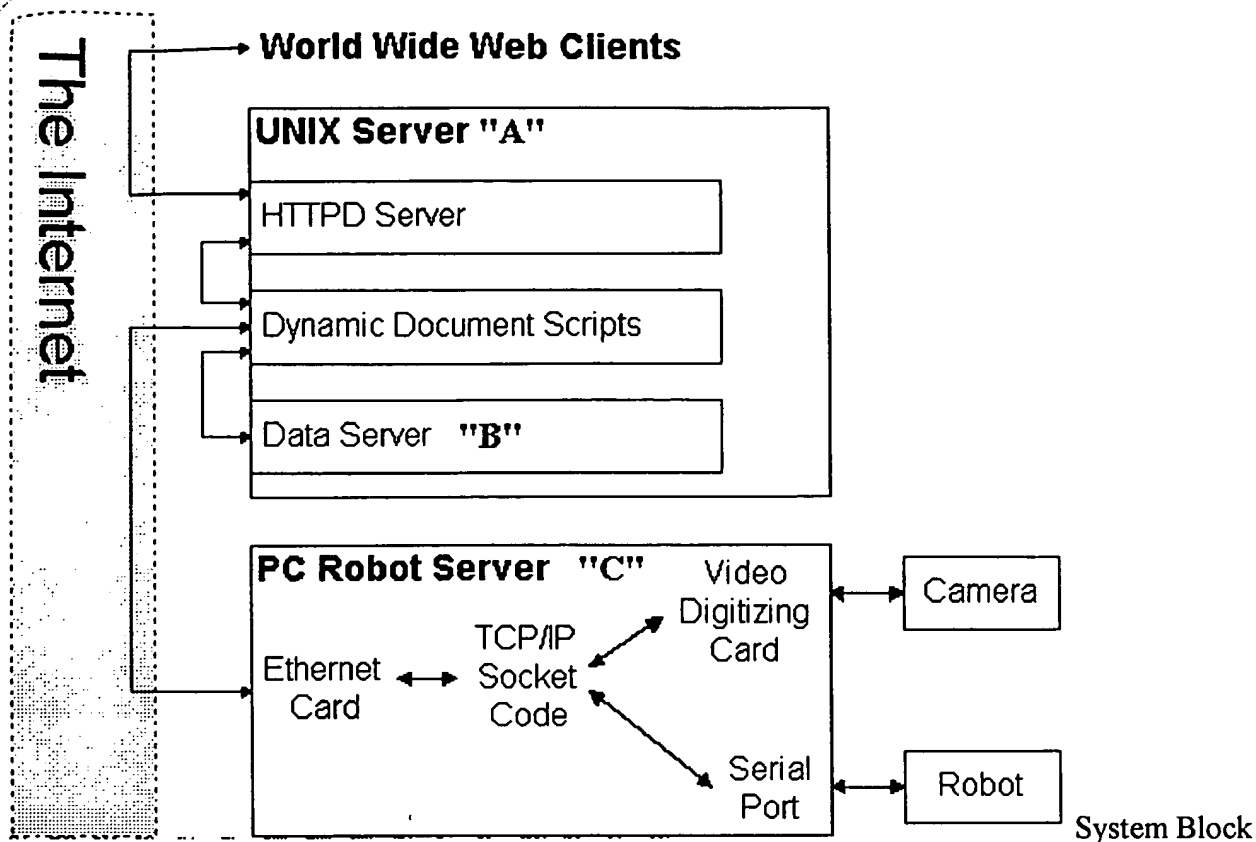 The Internet
World Wide Web Clients
UNIX Server "A"
HTTPD Server
Dynamic Document Scripts
Data Server "B"
PC Robot Server "C"
Ethernet
Card
TCP/IP
Socket
Code
Video
Digitizing
Card
Serial
Port
Camera
Robot
System Block